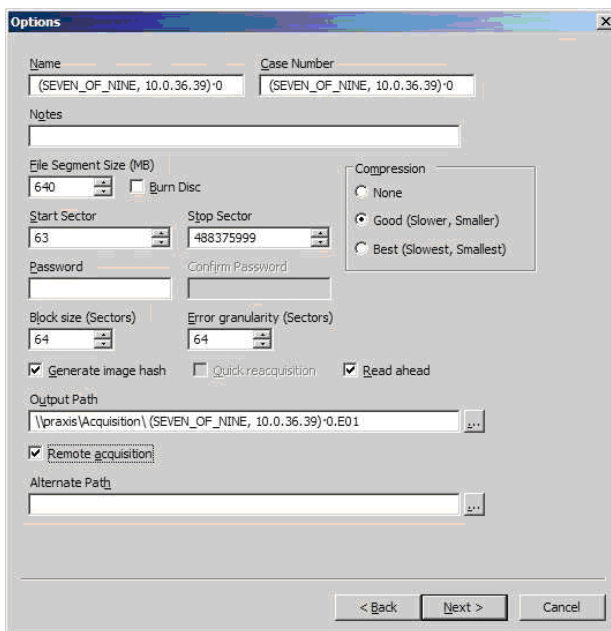 Options
Name Case Number
(SEVEN_OF_NINE, 10.0.36.39)-0 (SEVEN_OF_NINE, 10.0.36.39)-0
Notes
File Segment Size (MB) Compression
640 Burn Disc None
Start Sector Stop Sector Good (Slower, Smaller)
63 488375999 Best (Slowest, Smallest)
Password Confirm Password
Block size (Sectors) Error granularity (Sectors)
64 64
Generate image hash Quick reacquisition Read ahead
Output Path
\\praxis\Acquisition\ (SEVEN_OF_NINE, 10.0.36.39)-0.E01 ...
Remote acquisition
Alternate Path
...
< Back Next > Cancel